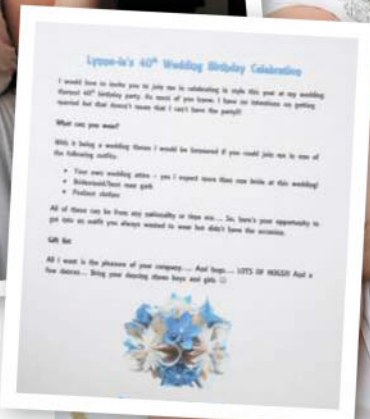 Lynne-ie's 40th Wedding Birthday Celebration
I would love to invite you to join me in celebrating in style this year at my wedding
themed 40th birthday party. As most of you know, I have no intentions on getting
married but that doesn't mean that I can't have the party!!
What can you wear?
With it being a wedding theme I would be honoured if you could join me in one of
the following outfits:
• Your own wedding attire – yes I expect more than one bride at this wedding!
• Bridesmaid/best man garb
• clothes
All of these can be from any nationality or time era.... So, here's your opportunity to
get into an outfit you always wanted to wear but didn't have the occasion.
Gift list
All I want is the pleasure of your company..... And hugs.... LOTS OF HUGS!! And a
few dances... Bring your dancing shoes boys and girls ☺